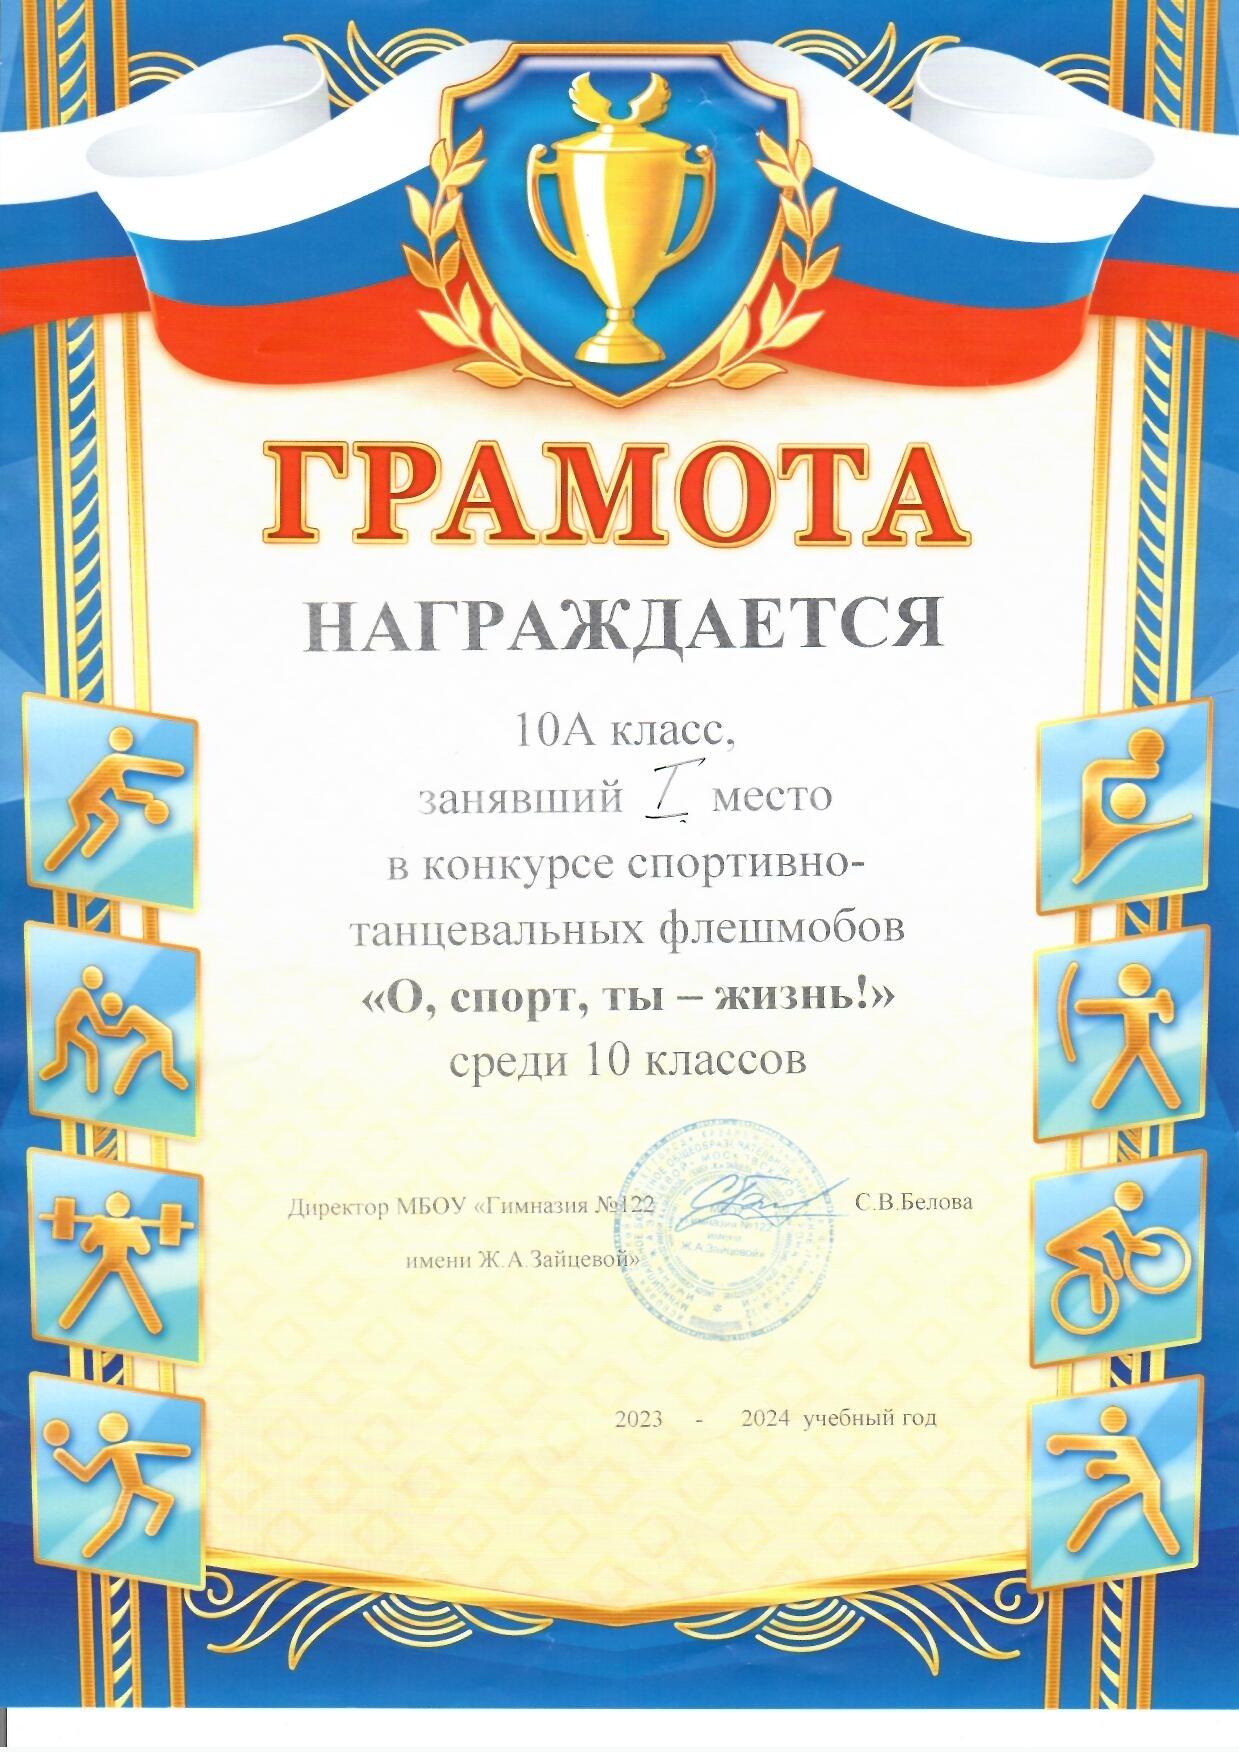 ГРАМОТА
НАГРАЖДАЕТСЯ
10А класс,
занявший I место
в конкурсе спортивно-
танцевальных флешмобов
«О, спорт, ты – жизнь!»
среди 10 классов
Директор МБОУ «Гимназия №122
С.В.Белова
имени Ж.А.Зайцевой»
Гимназия №122
имени
Ж.А.Зайцевой»
2023 - 2024 учебный год